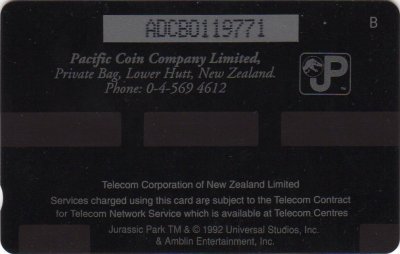 ADCB0119771
B
Pacific Coin Company Limited,
Private Bag, Lower Hutt, New Zealand.
Phone: 0-4-569 4612
JP
TM
Telecom Corporation of New Zealand Limited
Services charged using this card are subject to the Telecom Contract
for Telecom Network Service which is available at Telecom Centres
Jurassic Park TM & © 1992 Universal Studios, Inc.
& Amblin Entertainment, Inc.